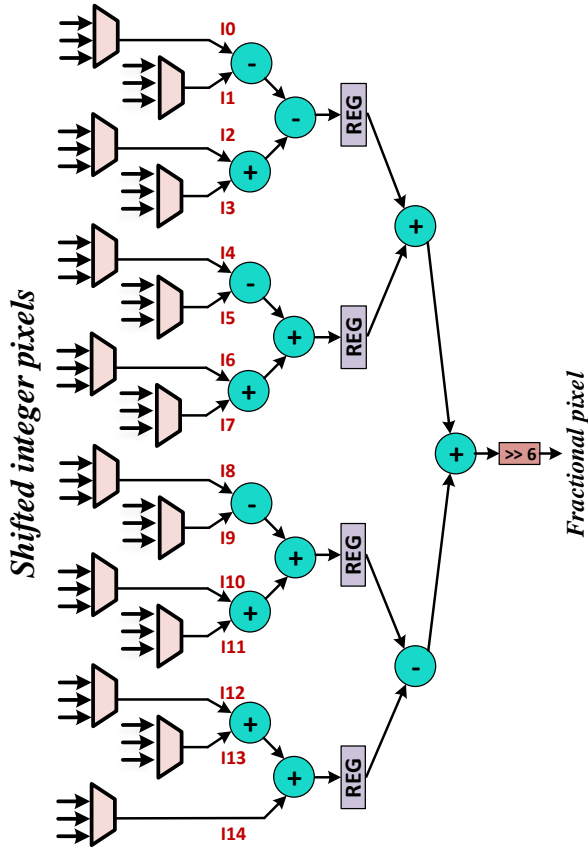 Shifted integer pixels
I0
-
I1
-
REG
I2
+
I3
+
I4
-
I5
+
REG
I6
+
I7
+
>> 6
Fractional pixel
I8
-
I9
+
REG
I10
+
I11
-
I12
+
I13
+
REG
I14